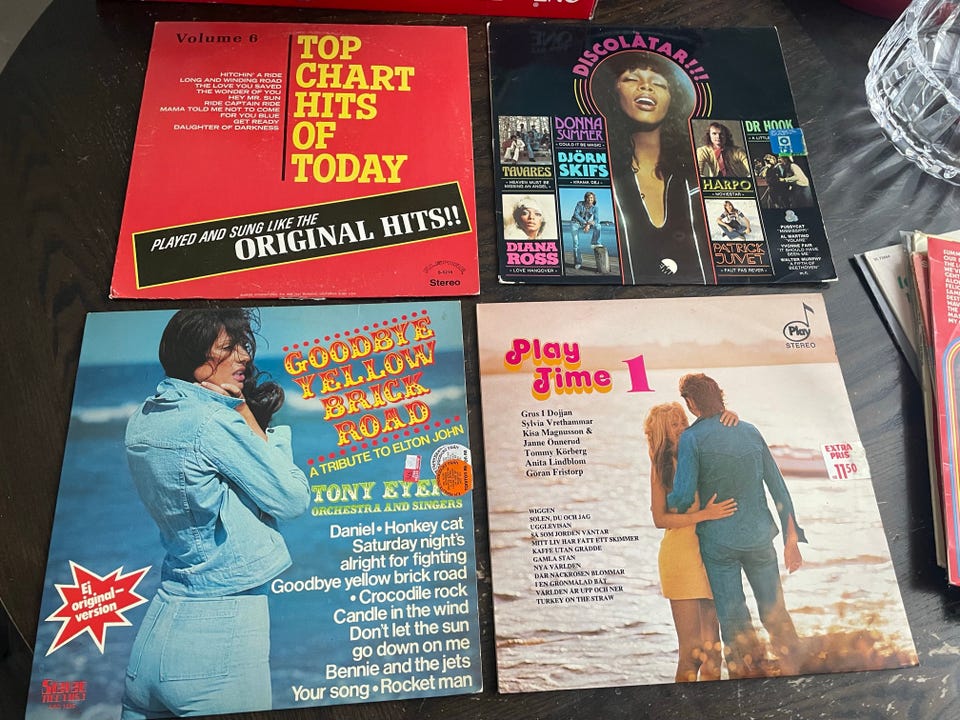 Volume 6
TOP
CHART
HITS
OF
TODAY
HITCHIN' A RIDE
LONG AND WINDING ROAD
THE LOVE YOU SAVED
THE WONDER OF YOU
HEY MR. SUN
RIDE CAPTAIN RIDE
MAMA TOLD ME NOT TO COME
FOR YOU BLUE
GET READY
DAUGHTER OF DARKNESS
PLAYED AND SUNG LIKE THE
ORIGINAL HITS!!
Stereo
DISCOLÅTAR!!!
DONNA
SUMMER
COULD IT BE MAGIC
TAVARES
HEAVEN MUST BE
MISSING AN ANGEL
BJÖRN
SKIFS
DIANA
ROSS
LOVE HANGOVER
DR HOOK
HARPO
MOVIESTAR
PATRICK
JUVET
FAUT PAS REVER
PUSSYCAT
"MISSISSIPPI"
AL MARTINO
"VOLARE"
YVONNE FAIR
"IT SHOULD HAVE
BEEN ME"
WALTER MURPHY
"A FIFTH OF
BEETHOVEN"
GOODBYE
YELLOW
BRICK
ROAD
A TRIBUTE TO ELTON JOHN
TONY
ORCHESTRA AND SINGERS
Daniel • Honkey cat
Saturday night's
alright for fighting
Goodbye yellow brick road
• Crocodile rock
Candle in the wind
Don't let the sun
go down on me
Bennie and the jets
Your song • Rocket man
Ej
original-
version
Play
STEREO
Play
Time 1
Grus I Dojjan
Sylvia Vrethammar
Kisa Magnusson &
Janne Önnerud
Tommy Körberg
Anita Lindblom
Göran Fristorp
EXTRA
PRIS
11.50
WIGGEN
SOLEN, DU OCH JAG
UGGLEVISAN
SÅ SOM JORDEN VÄNTAR
MITT LIV HAR FÅTT ETT SKIMMER
KAFFE UTAN GRÄDDE
GAMLA STAN
NYA VÄRLDEN
DÄR NÄCKROSEN BLOMMAR
I EN GRÖNMÅLAD BÅT
VÄRLDEN ÄR UPP OCH NER
TURKEY ON THE STRAW